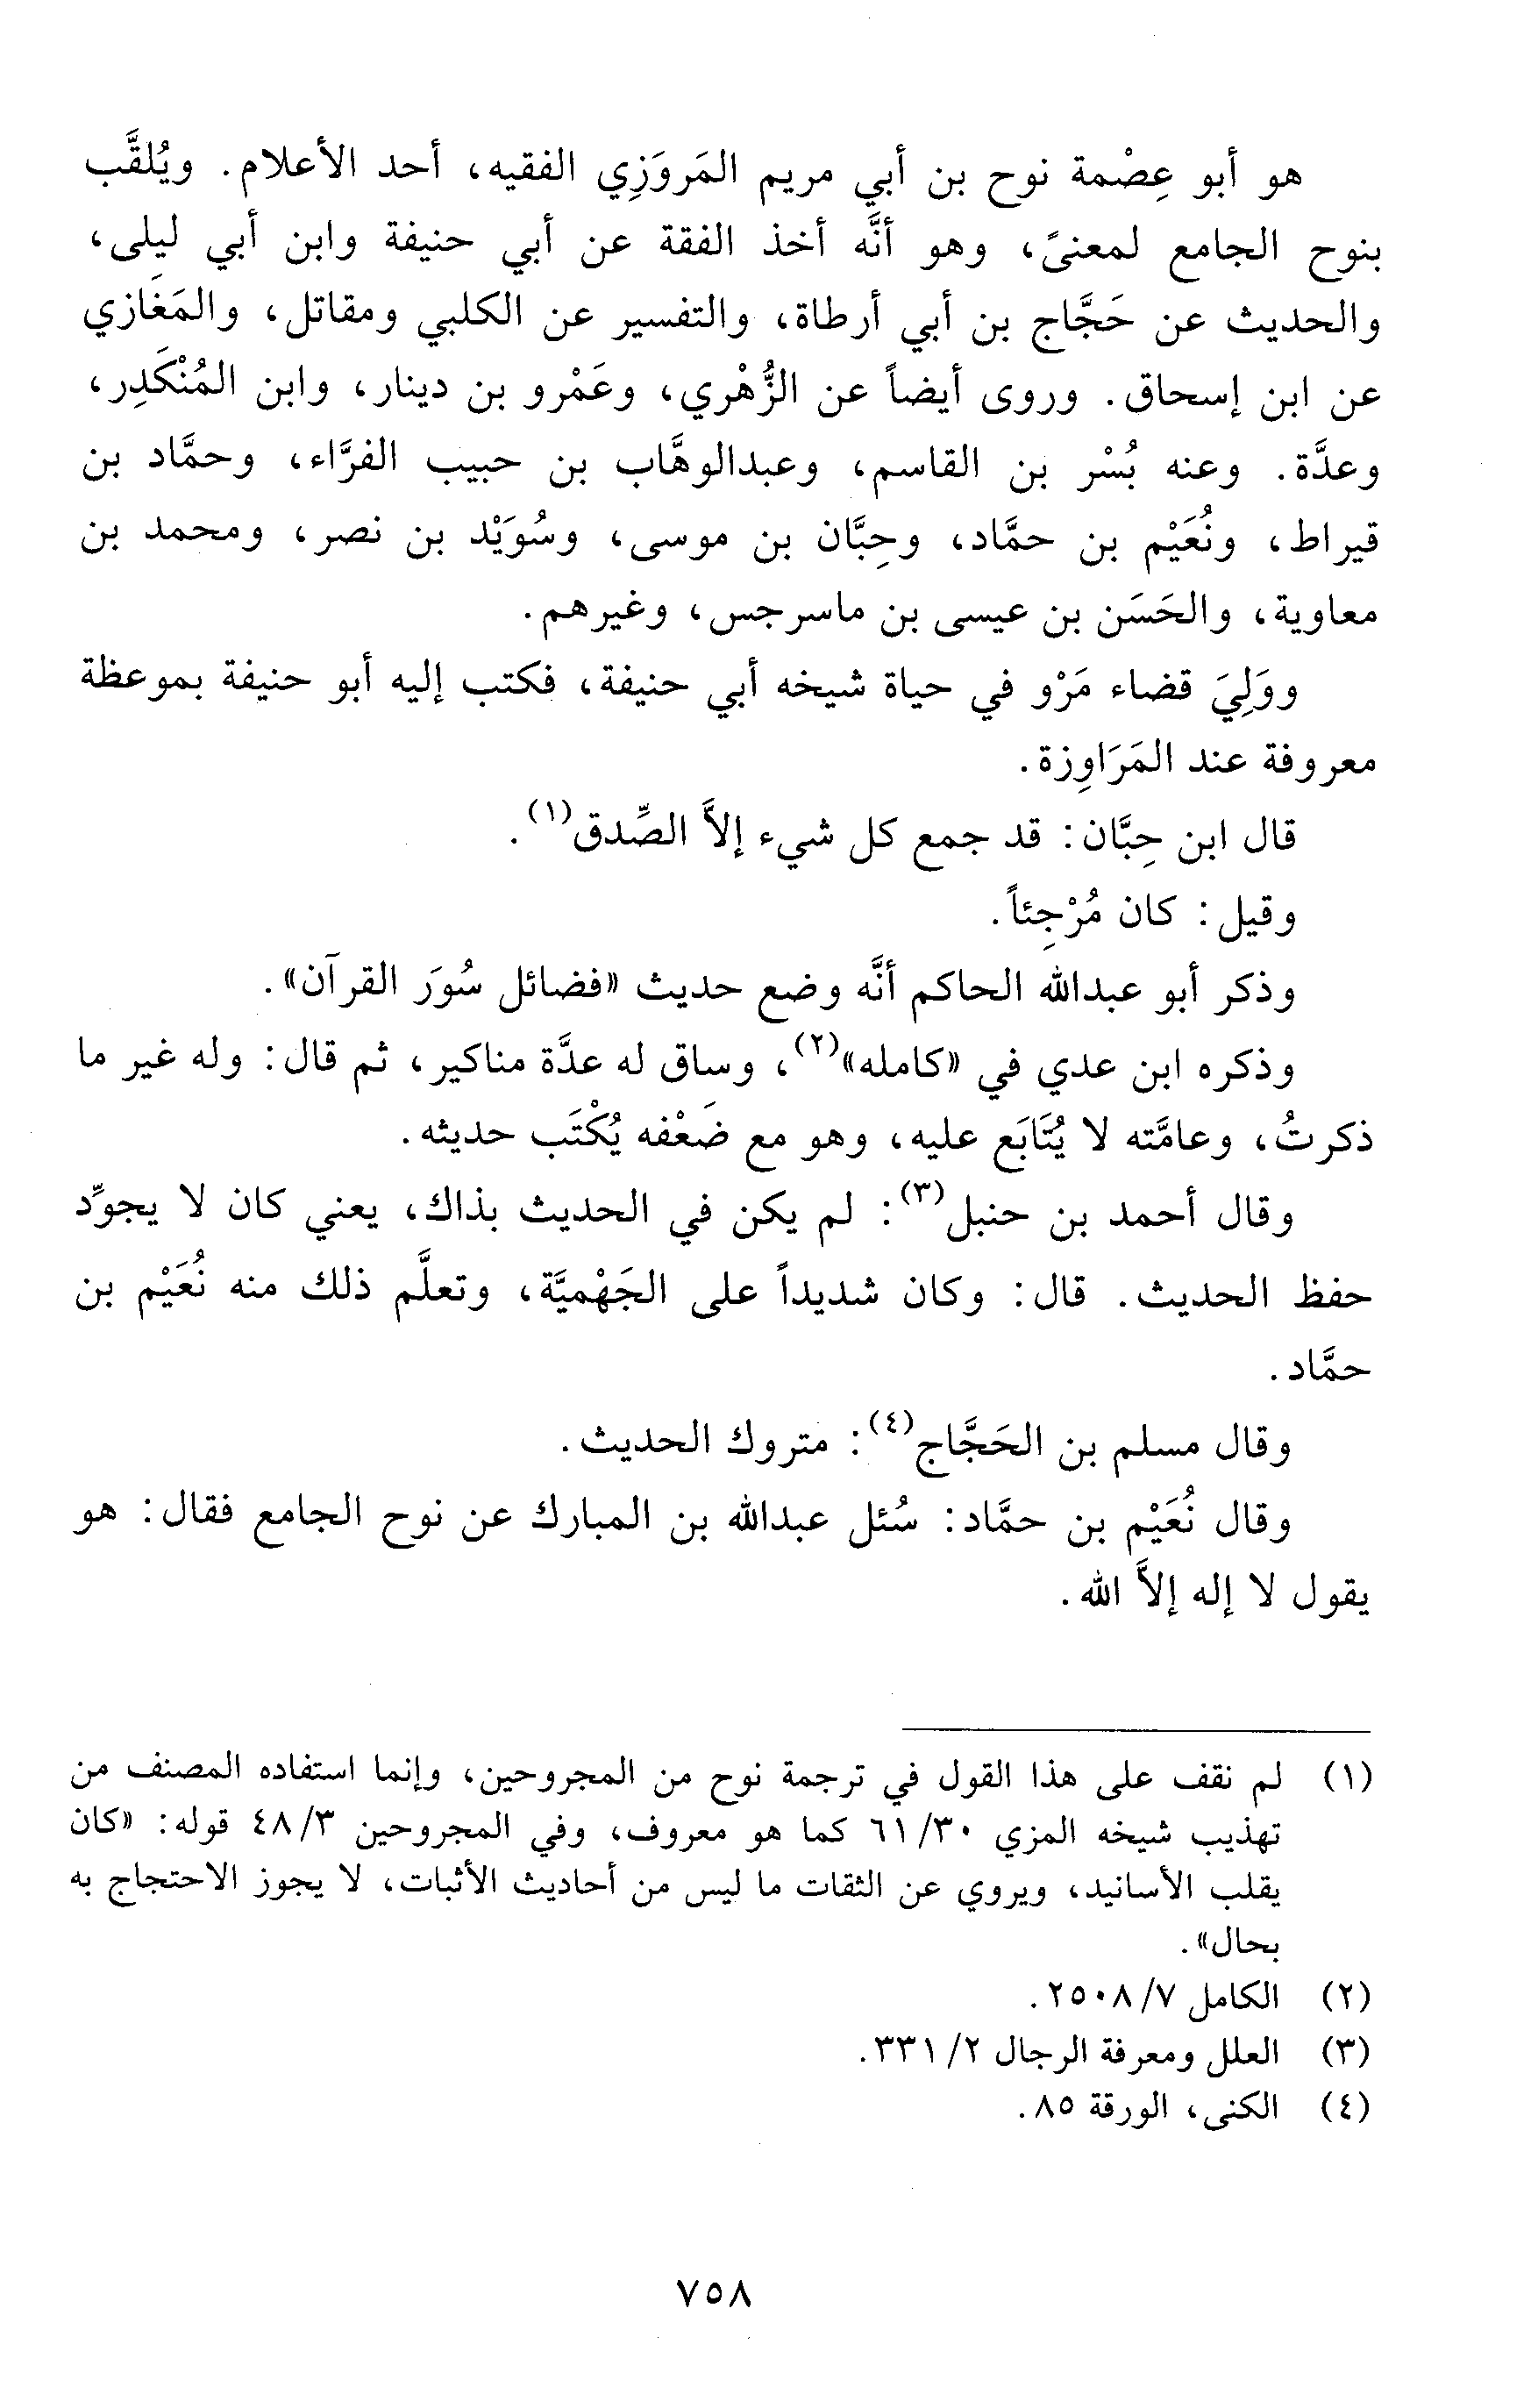 هو أبو عِصْمة نوح بن أبي مريم المَروَزِي الفقيه، أحد الأعلام. ويُلقَّب
بنوح الجامع لمعنىً، وهو أنَّه أخذ الفقة عن أبي حنيفة وابن أبي ليلى،
والحديث عن حَجَّاج بن أبي أرطاة، والتفسير عن الكلبي ومقاتل، والمَغَازي
عن ابن إسحاق. وروى أيضاً عن الزُّهْري، وعَمْرو بن دينار، وابن المُنْكَدِر،
وعدَّة. وعنه بُسْر بن القاسم، وعبدالوهَّاب بن حبيب الفرَّاء، وحمَّاد بن
قيراط، ونُعَيْم بن حمَّاد، وحِبَّان بن موسى، وسُوَيْد بن نصر، ومحمد بن
معاوية، والحَسَن بن عيسى بن ماسرجس، وغيرهم.
ووَلِيَ قضاء مَرْو في حياة شيخه أبي حنيفة، فكتب إليه أبو حنيفة بموعظة
معروفة عند المَرَاوِزة.
قال ابن حِبَّان: قد جمع كل شيء إلاَّ الصِّدق(١).
وقيل: كان مُرْجِئاً.
وذكر أبو عبدالله الحاكم أنَّه وضع حديث «فضائل سُوَر القرآن».
وذكره ابن عدي في «كامله»(٢)، وساق له عدَّة مناكير، ثم قال: وله غير ما
ذكرتُ، وعامَّته لا يُتَابَع عليه، وهو مع ضَعْفه يُكْتَب حديثه.
وقال أحمد بن حنبل(٣): لم يكن في الحديث بذاك، يعني كان لا يجوِّد
حفظ الحديث. قال: وكان شديداً على الجَهْميَّة، وتعلَّم ذلك منه نُعَيْم بن
حمَّاد.
وقال مسلم بن الحَجَّاج(٤): متروك الحديث.
وقال نُعَيْم بن حمَّاد: سُئل عبدالله بن المبارك عن نوح الجامع فقال: هو
يقول لا إله إلاَّ الله.
(١) لم نقف على هذا القول في ترجمة نوح من المجروحين، وإنما استفاده المصنف من
تهذيب شيخه المزي ٣٠/ ٦١ كما هو معروف، وفي المجروحين ٣/ ٤٨ قوله: «كان
يقلب الأسانيد، ويروي عن الثقات ما ليس من أحاديث الأثبات، لا يجوز الاحتجاج به
بحال».
(٢) الكامل ٧/ ٢٥٠٨.
(٣) العلل ومعرفة الرجال ٢/ ٣٣١.
(٤) الكنى، الورقة ٨٥.
٧٥٨